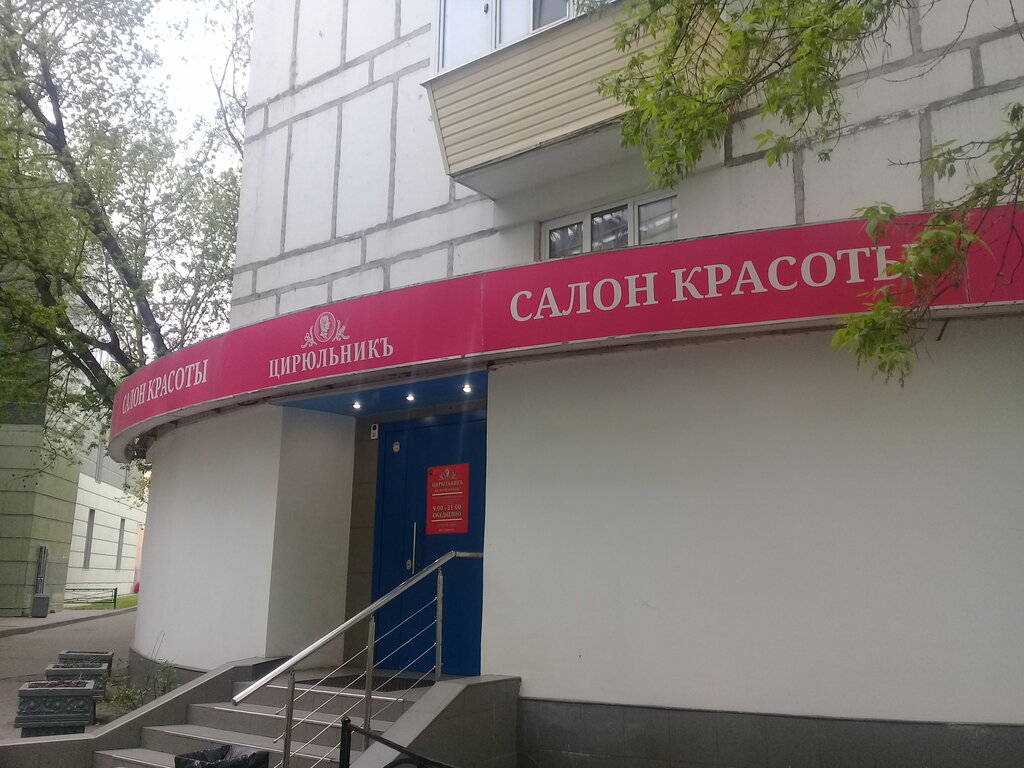 САЛОН КРАСОТЫ
ЦИРЮЛЬНИКЪ
САЛОН КРАСОТЫ
ЦИРЮЛЬНИКЪ
9:00 - 21:00
ЕЖЕДНЕВНО